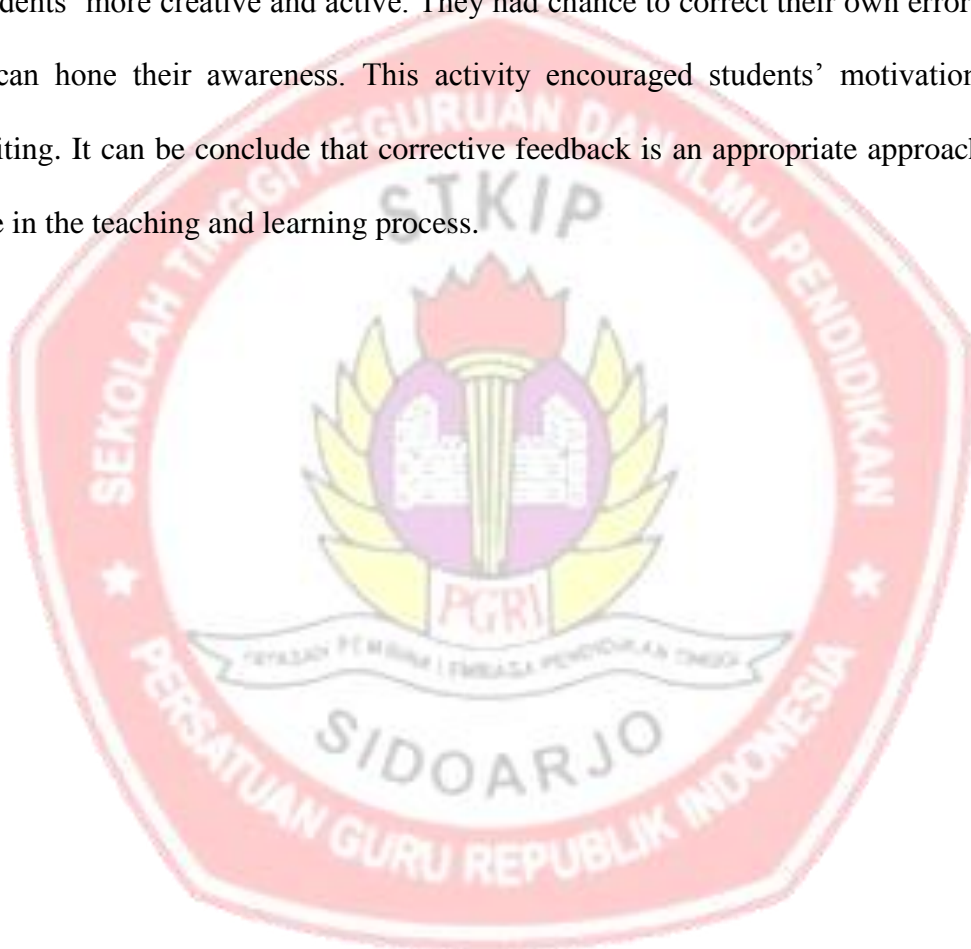 dents' more creative and active. They had chance to correct their own error
can hone their awareness. This activity encouraged students' motivation
iting. It can be conclude that corrective feedback is an appropriate approach
e in the teaching and learning process.
SEKOLAH TINGGI KEGURUAN DAN ILMU PENDIDIKAN
STKIP
PGRI
PENDIDIKAN
SIDOARJO
PERSATUAN GURU REPUBLIK INDONESIA